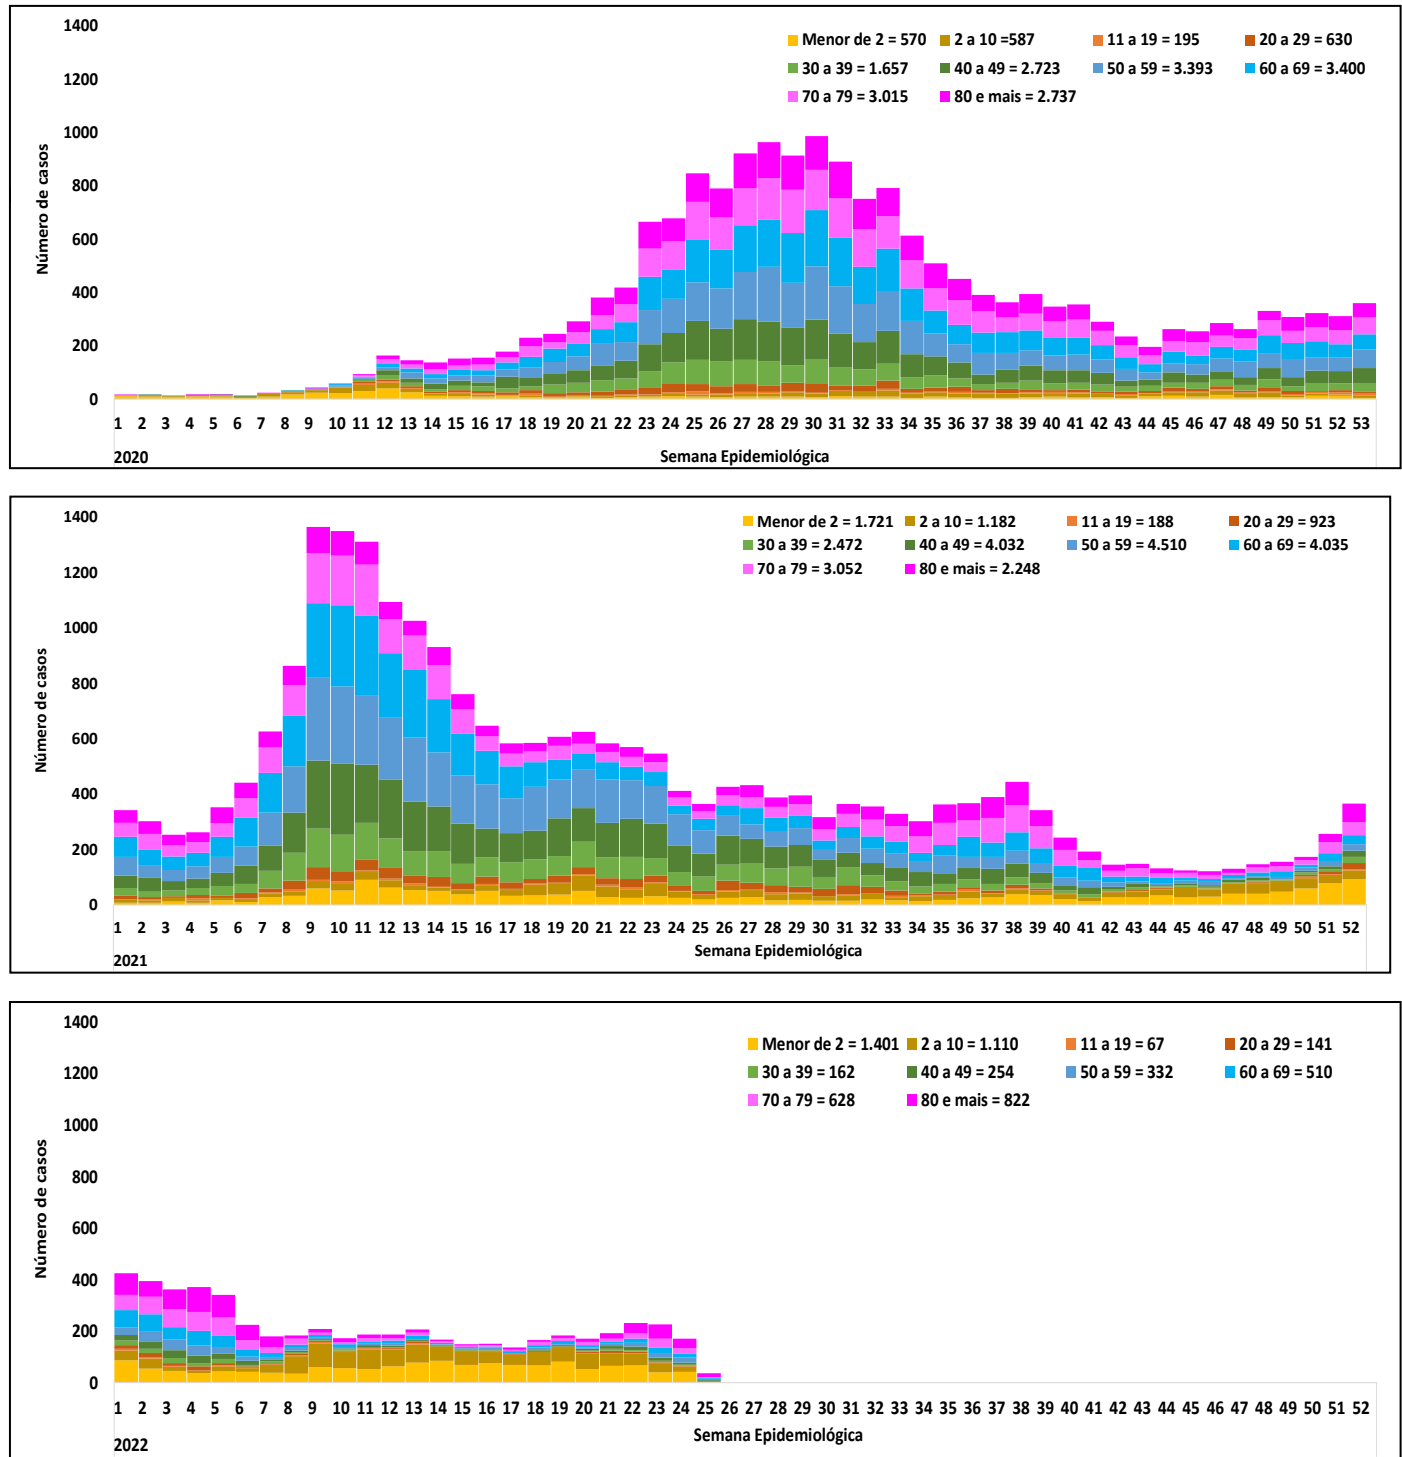 1400
1200
1000
800
600
400
200
0
Número de casos
Menor de 2 = 570 2 a 10 =587 11 a 19 = 195 20 a 29 = 630
30 a 39 = 1.657 40 a 49 = 2.723 50 a 59 = 3.393 60 a 69 = 3.400
70 a 79 = 3.015 80 e mais = 2.737
1 2 3 4 5 6 7 8 9 10 11 12 13 14 15 16 17 18 19 20 21 22 23 24 25 26 27 28 29 30 31 32 33 34 35 36 37 38 39 40 41 42 43 44 45 46 47 48 49 50 51 52 53
2020
Semana Epidemiológica
1400
1200
1000
800
600
400
200
0
Número de casos
Menor de 2 = 1.721 2 a 10 = 1.182 11 a 19 = 188 20 a 29 = 923
30 a 39 = 2.472 40 a 49 = 4.032 50 a 59 = 4.510 60 a 69 = 4.035
70 a 79 = 3.052 80 e mais = 2.248
1 2 3 4 5 6 7 8 9 10 11 12 13 14 15 16 17 18 19 20 21 22 23 24 25 26 27 28 29 30 31 32 33 34 35 36 37 38 39 40 41 42 43 44 45 46 47 48 49 50 51 52
Semana Epidemiológica
2021
1400
1200
1000
800
600
400
200
0
Número de casos
Menor de 2 = 1.401 2 a 10 = 1.110 11 a 19 = 67 20 a 29 = 141
30 a 39 = 162 40 a 49 = 254 50 a 59 = 332 60 a 69 = 510
70 a 79 = 628 80 e mais = 822
1 2 3 4 5 6 7 8 9 10 11 12 13 14 15 16 17 18 19 20 21 22 23 24 25 26 27 28 29 30 31 32 33 34 35 36 37 38 39 40 41 42 43 44 45 46 47 48 49 50 51 52
Semana Epidemiológica
2022